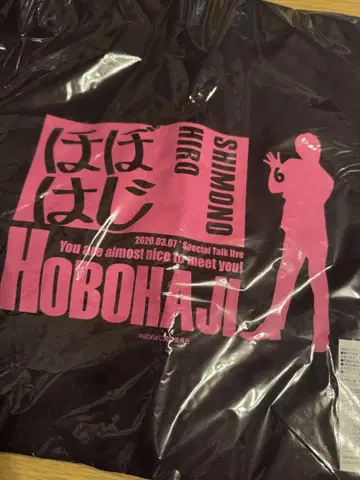 ほぼ
はじ
SHIMONO
HIRO
2020.03.07 Special Talk live
You are almost nice to meet you!
HOBOHAJI